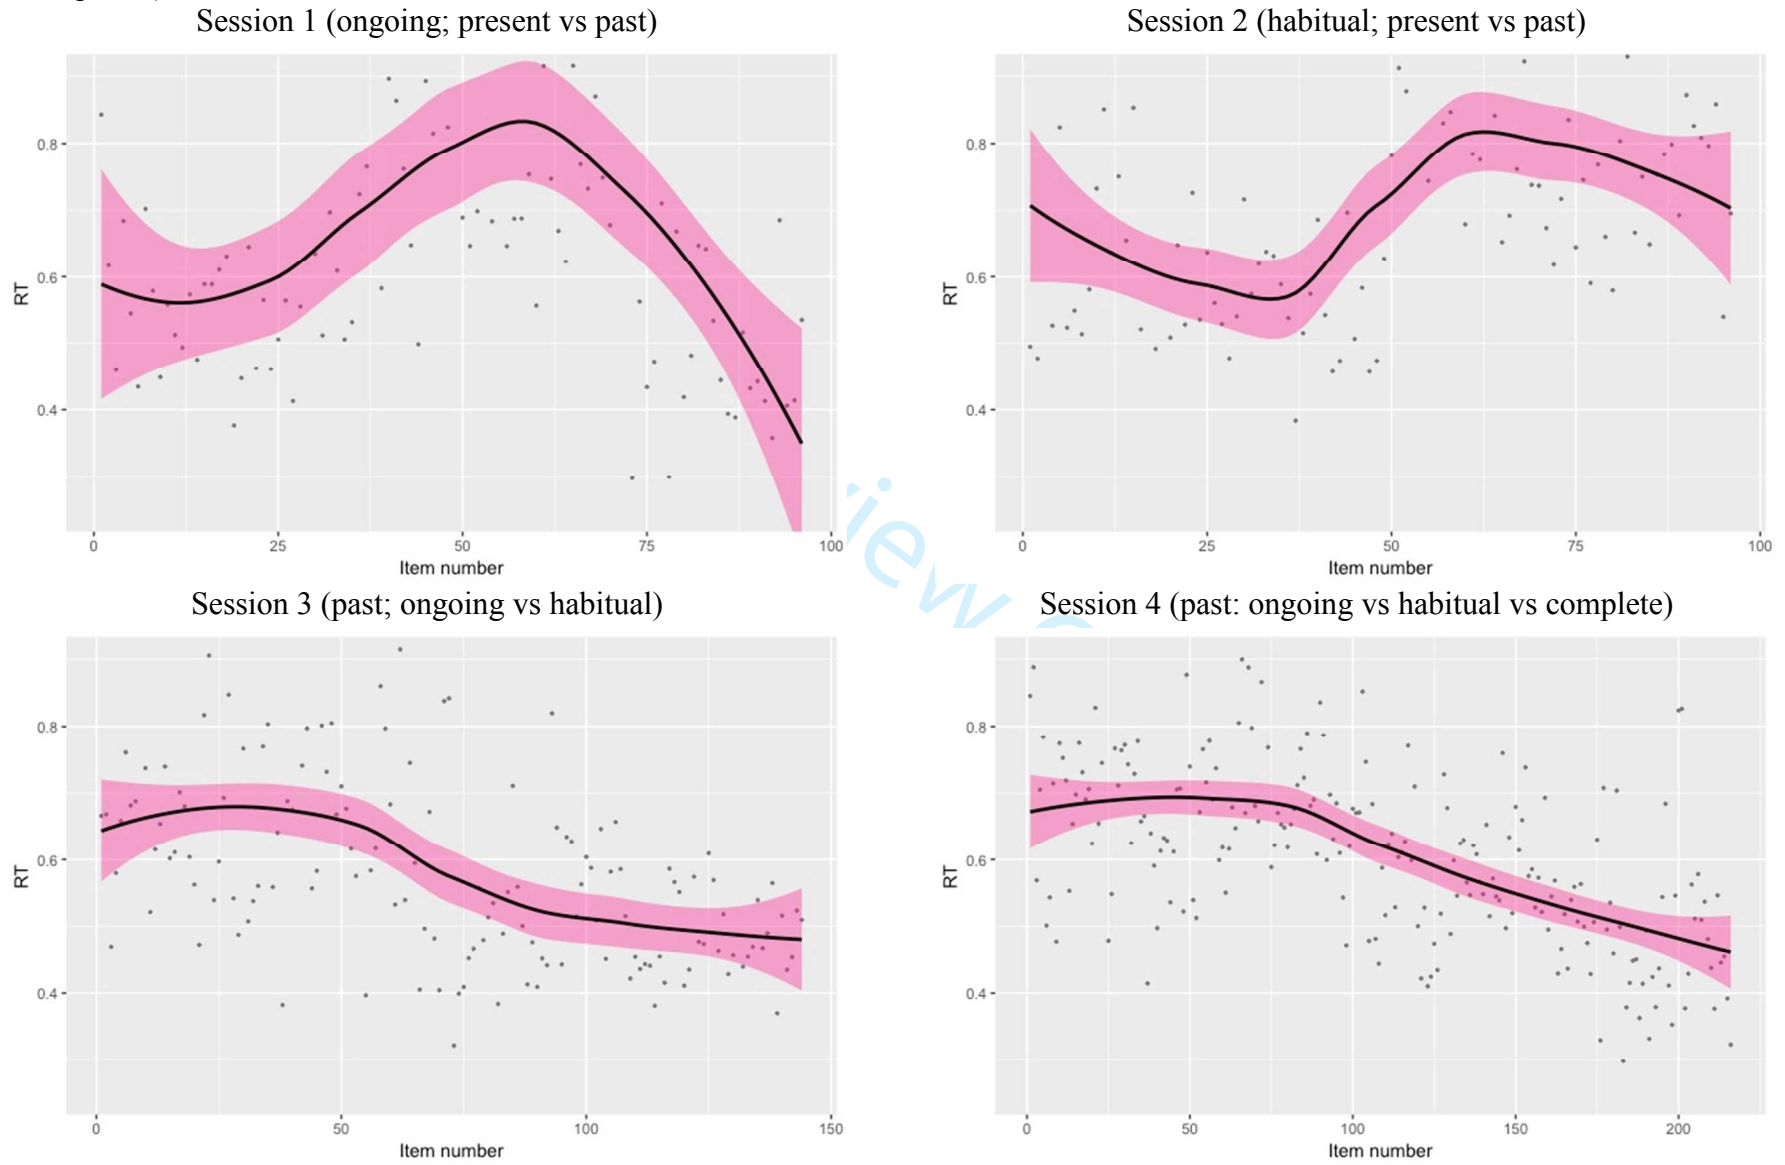 Session 1 (ongoing; present vs past)
Session 2 (habitual; present vs past)
0.8
0.6
0.4
RT
0 25 50 75 100
Item number
0.8
0.6
0.4
RT
0 25 50 75 100
Item number
Session 3 (past; ongoing vs habitual)
Session 4 (past: ongoing vs habitual vs complete)
0.8
0.6
0.4
RT
0 50 100 150
Item number
0.8
0.6
0.4
RT
0 50 100 150 200
Item number